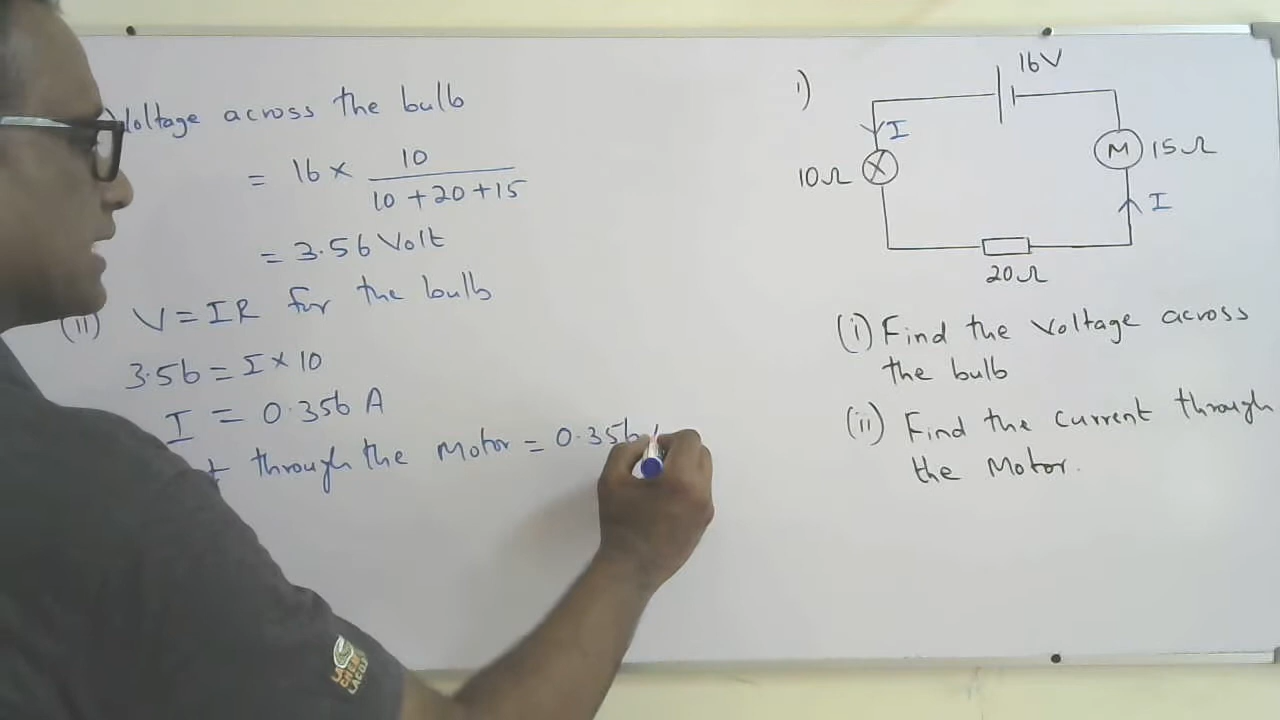 Voltage across the bulb
= 16 × 10 / 10 + 20 + 15
= 3.56 Volt
(ii) V = IR for the bulb
3.56 = I × 10
I = 0.356 A
through the Motor = 0.356
i)
16V
I
10Ω
M 15Ω
I
20Ω
(i) Find the voltage across
the bulb
(ii) Find the current through
the Motor.